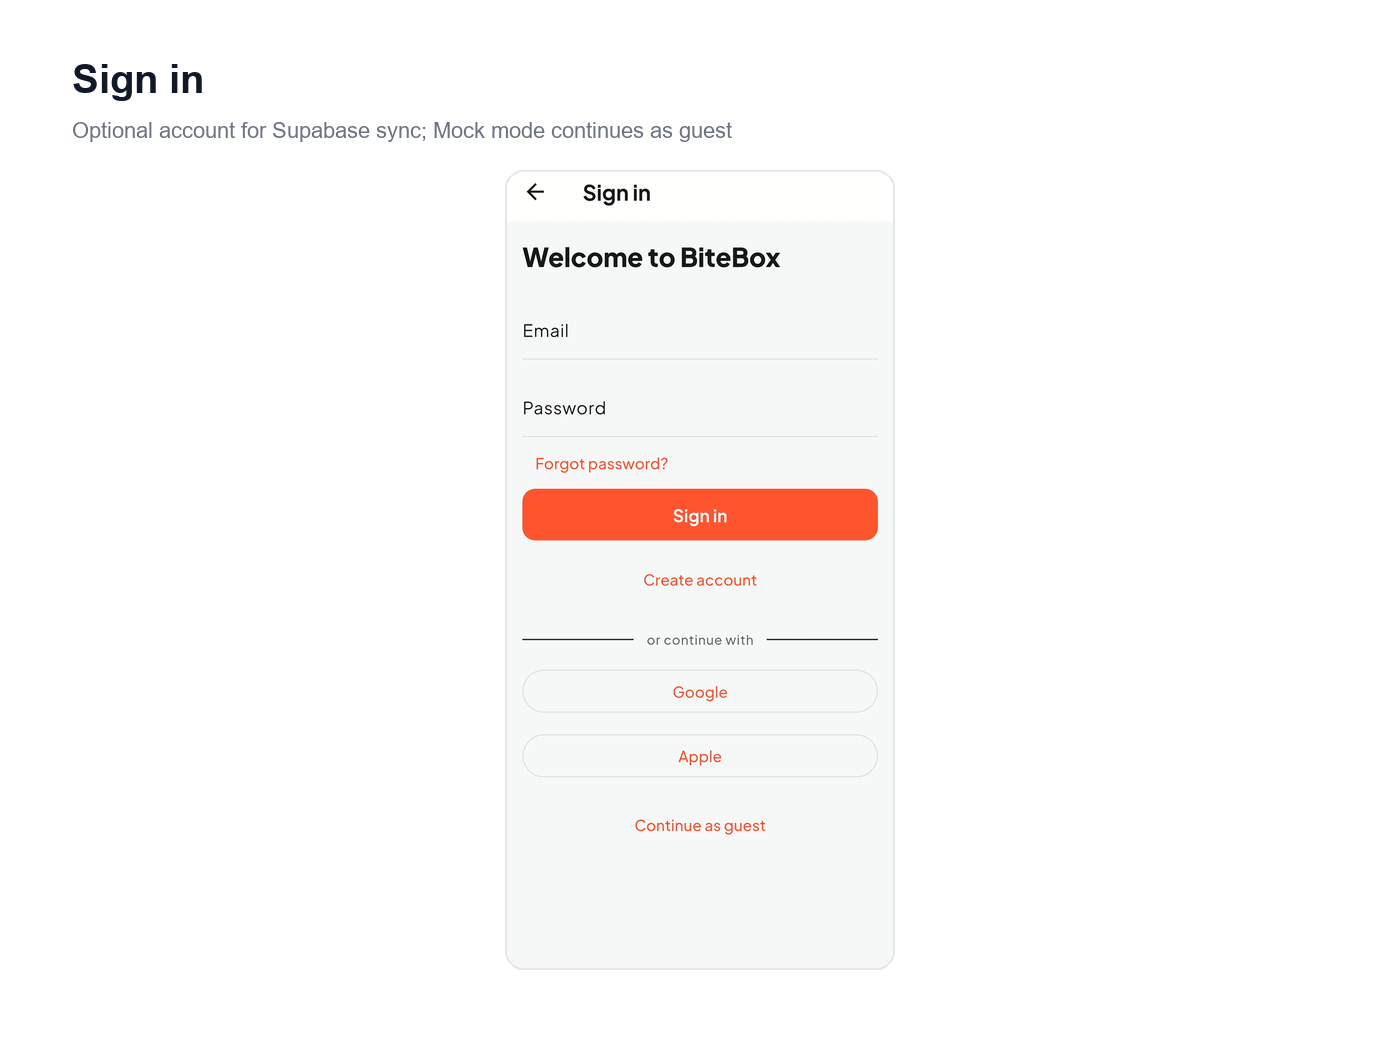 Sign in
Optional account for Supabase sync; Mock mode continues as guest
Sign in
Welcome to BiteBox
Email
Password
Forgot password?
Sign in
Create account
or continue with
Google
Apple
Continue as guest